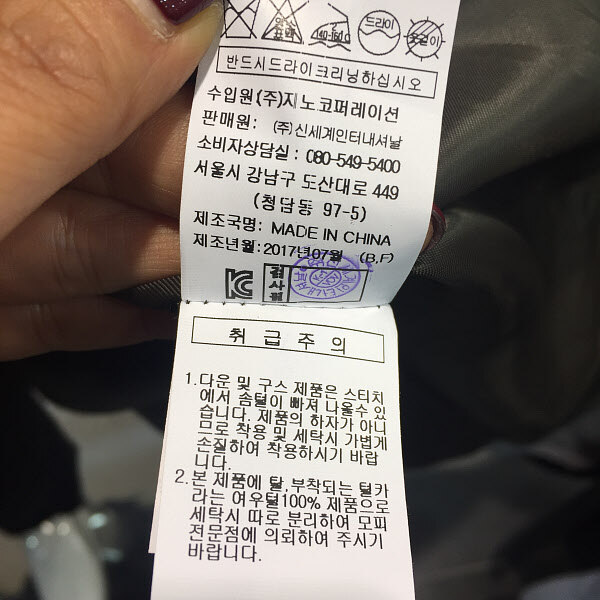 표백
140-160℃
드라이
옷걸이
반드시드라이크리닝하십시오
수입원(주)지노코퍼레이션
판매원: (주)신세계인터내셔날
소비자상담실 : 080-549-5400
서울시 강남구 도산대로 449
(청담동 97-5)
제조국명: MADE IN CHINA
제조년월:2017년07월 (B,F)
검사필
취급주의
1.다운 및 구스 제품은 스티치
에서 솜털이 빠져 나올수 있
습니다. 제품의 하자가 아니
므로 착용 및 세탁시 가볍게
손질하여 착용하시기 바랍
니다.
2.본 제품에 탈,부착되는 털카
라는 여우털100% 제품으로
세탁시 따로 분리하여 모피
전문점에 의뢰하여 주시기
바랍니다.